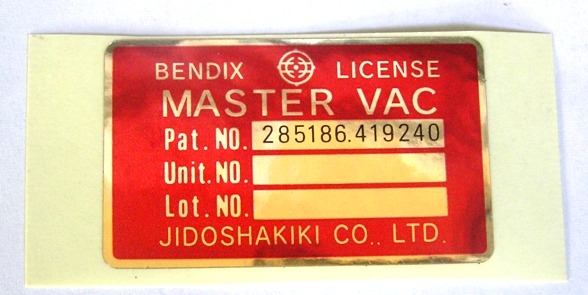 BENDIX LICENSE
MASTER VAC
Pat. NO. 285186.419240
Unit. NO.
Lot. NO.
JIDOSHAKIKI CO., LTD.